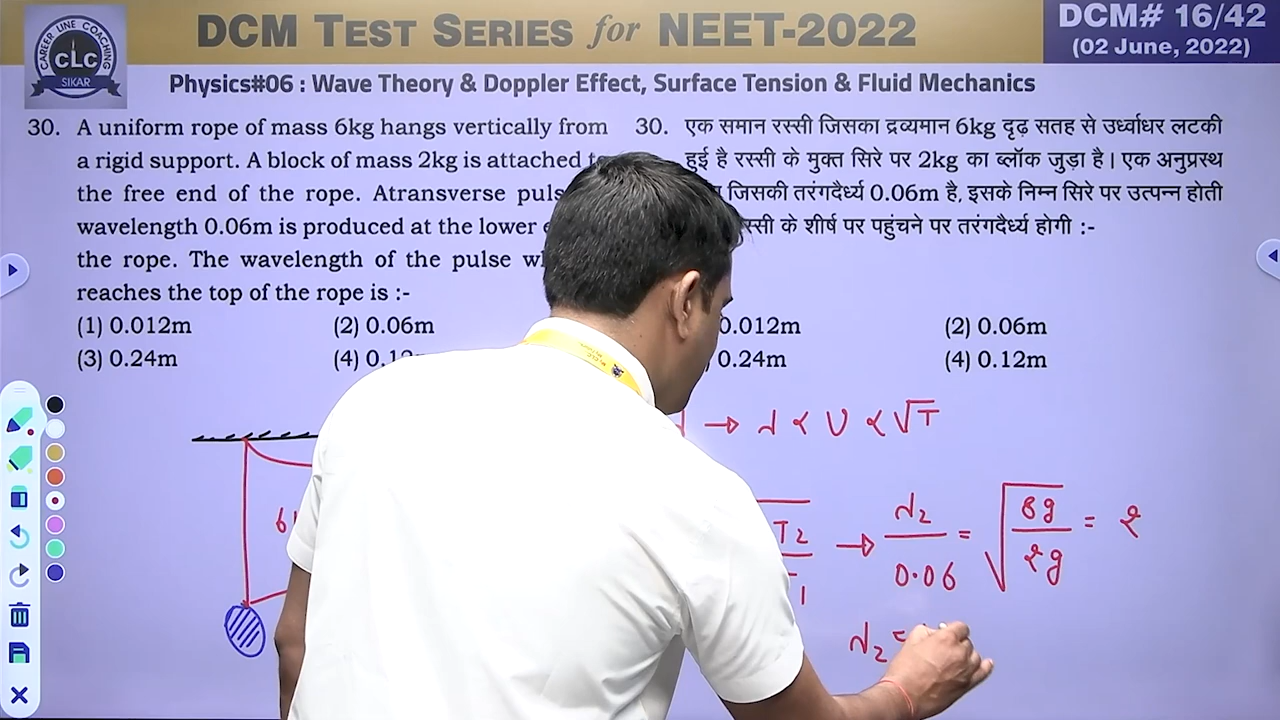 CAREER LINE COACHING
CLC
SIKAR
DCM TEST SERIES for NEET-2022
DCM# 16/42
(02 June, 2022)
Physics#06 : Wave Theory & Doppler Effect, Surface Tension & Fluid Mechanics
30. A uniform rope of mass 6kg hangs vertically from
a rigid support. A block of mass 2kg is attached
the free end of the rope. Atransverse
wavelength 0.06m is produced at the lower
the rope. The wavelength of the pulse
reaches the top of the rope is :-
(1) 0.012m (2) 0.06m
(3) 0.24m (4)
30. एक समान रस्सी जिसका द्रव्यमान 6kg दृढ़ सतह से उर्ध्वाधर लटकी
हुई है रस्सी के मुक्त सिरे पर 2kg का ब्लॉक जुड़ा है। एक अनुप्रस्थ
जिसकी तरंगदैर्ध्य 0.06m है, इसके निम्न सिरे पर उत्पन्न होती
के शीर्ष पर पहुंचने पर तरंगदैर्ध्य होगी :-
0.012m (2) 0.06m
0.24m (4) 0.12m
→ λ ∝ v ∝ √T
T2 → λ2/0.06 = √(8g/2g) = 2
6
λ2 =